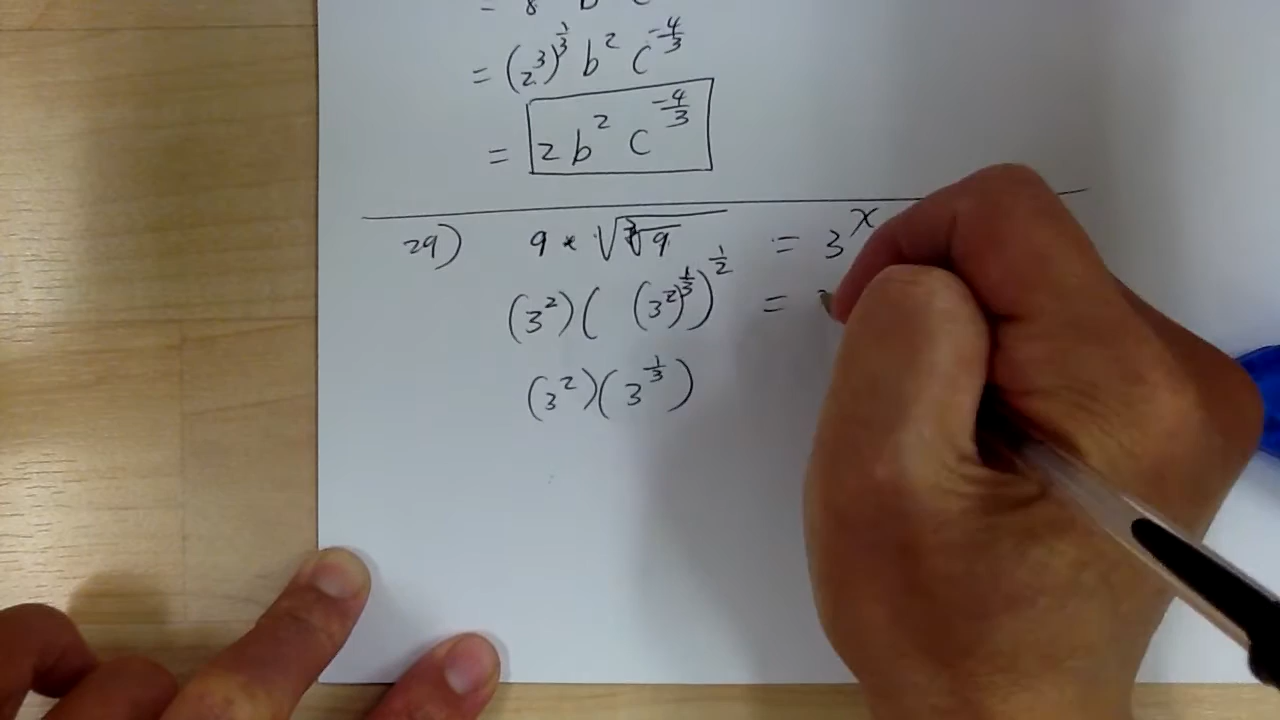 = 8 b c
= (2³)^(1/3) b² c^(-4/3)
= 2 b² c^(-4/3)
29) 9 * √(∛9) = 3^x
(3²)( (3²)^(1/3) )^(1/2) =
(3²)(3^(1/3))